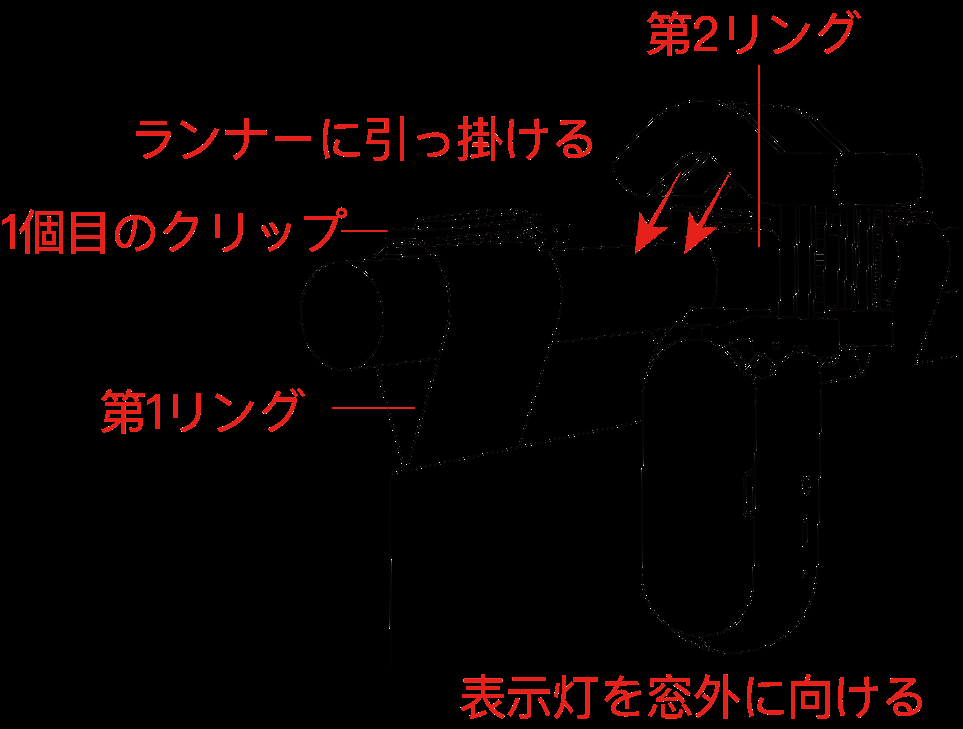 第2リング
ランナーに引っ掛ける
1個目のクリップ
第1リング
表示灯を窓外に向ける